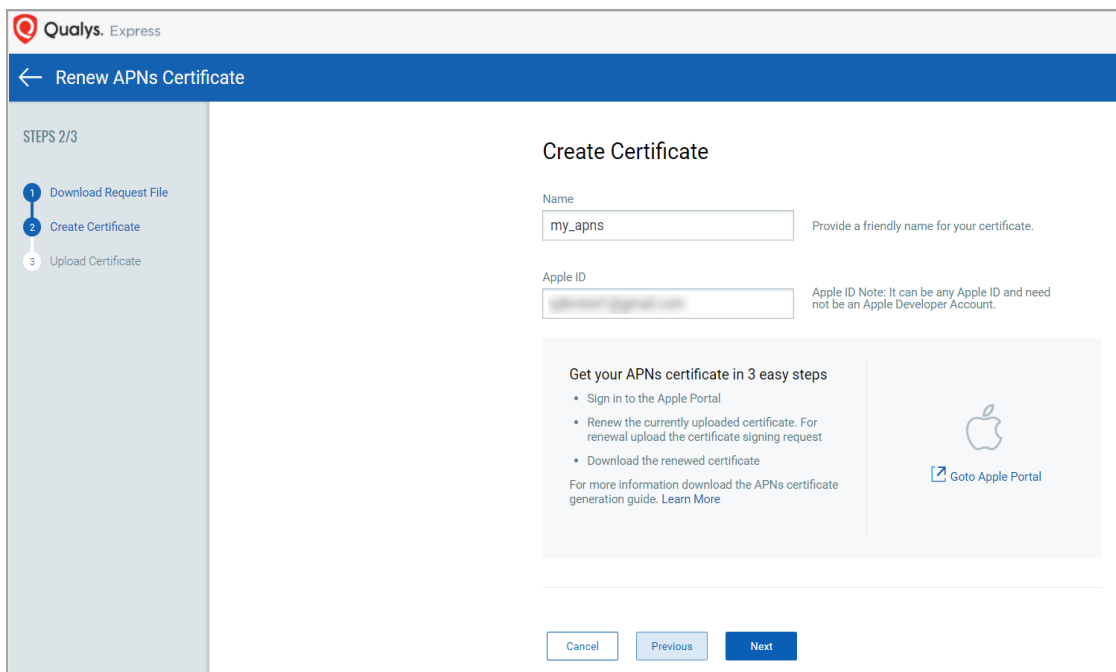 Qualys. Express
Renew APNs Certificate
STEPS 2/3
1 Download Request File
2 Create Certificate
3 Upload Certificate
Create Certificate
Name
my_apns
Provide a friendly name for your certificate.
Apple ID
Apple ID Note: It can be any Apple ID and need
not be an Apple Developer Account.
Get your APNs certificate in 3 easy steps
• Sign in to the Apple Portal
• Renew the currently uploaded certificate. For
renewal upload the certificate signing request
• Download the renewed certificate
For more information download the APNs certificate
generation guide. Learn More
Goto Apple Portal
Cancel
Previous
Next